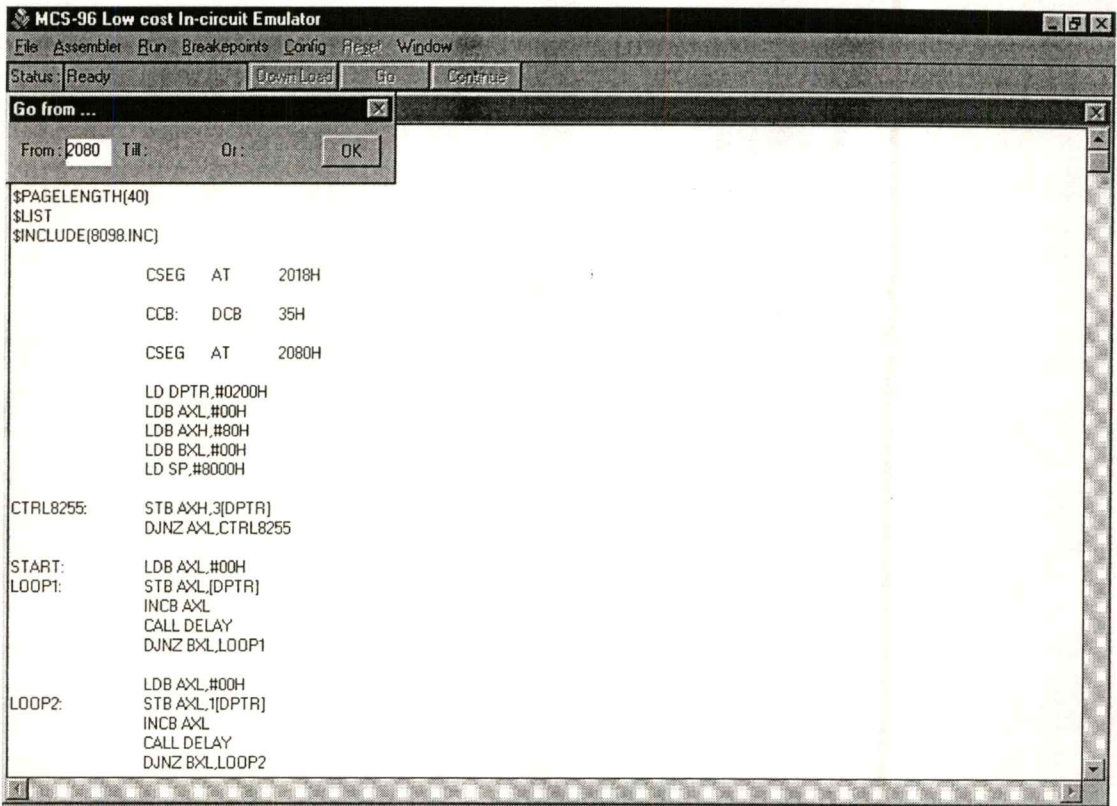 MCS-96 Low cost In-circuit Emulator
File Assembler Run Breakepoints Config Reset Window
Status : Ready Down Load Go Continue
Go from ...
From : 2080 Till : Or : OK
$PAGELENGTH(40)
$LIST
$INCLUDE(8098.INC)
CSEG AT 2018H
CCB: DCB 35H
CSEG AT 2080H
LD DPTR,#0200H
LDB AXL,#00H
LDB AXH,#80H
LDB BXL,#00H
LD SP,#8000H
CTRL8255: STB AXH,3[DPTR]
DJNZ AXL,CTRL8255
START: LDB AXL,#00H
LOOP1: STB AXL,[DPTR]
INCB AXL
CALL DELAY
DJNZ BXL,LOOP1
LDB AXL,#00H
LOOP2: STB AXL,1[DPTR]
INCB AXL
CALL DELAY
DJNZ BXL,LOOP2